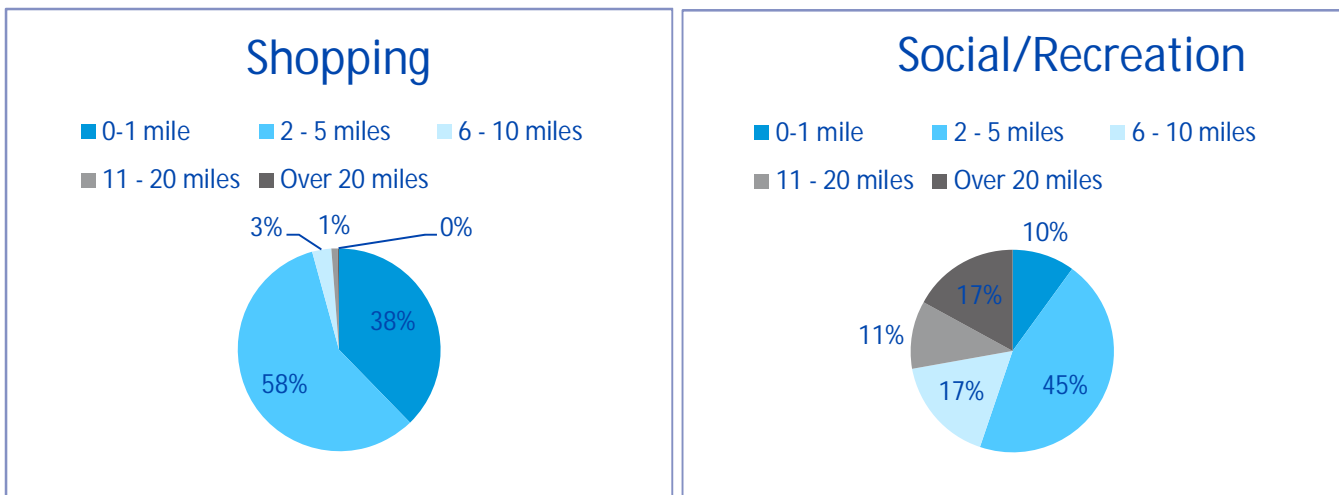 Shopping
0-1 mile 2 - 5 miles 6 - 10 miles
11 - 20 miles Over 20 miles
3% 1% 0%
38%
58%
Social/Recreation
0-1 mile 2 - 5 miles 6 - 10 miles
11 - 20 miles Over 20 miles
10%
17%
11%
17% 45%